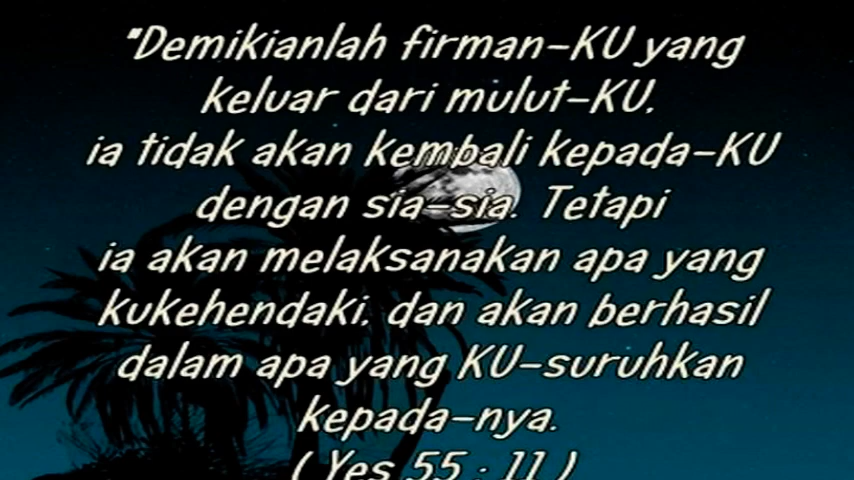 "Demikianlah firman-KU yang
keluar dari mulut-KU,
ia tidak akan kembali kepada-KU
dengan sia-sia. Tetapi
ia akan melaksanakan apa yang
kukehendaki, dan akan berhasil
dalam apa yang KU-suruhkan
kepada-nya.
( Yes 55 : 11 )